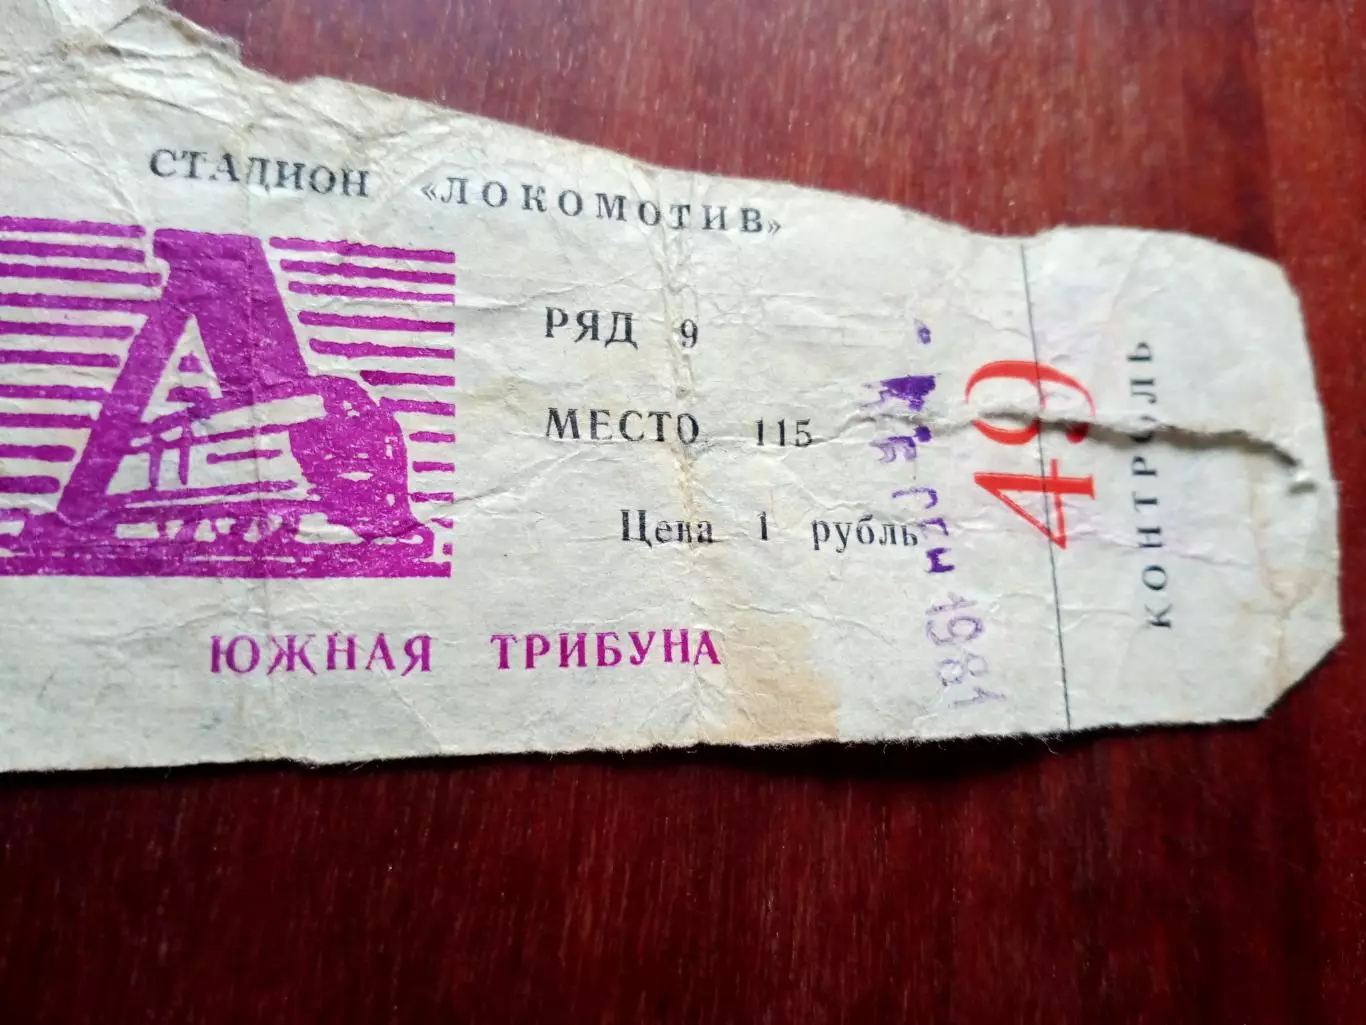 СТАДИОН «ЛОКОМОТИВ»
РЯД 9
МЕСТО 115
Цена 1 рубль
ЮЖНАЯ ТРИБУНА
1981
49
КОНТРОЛЬ